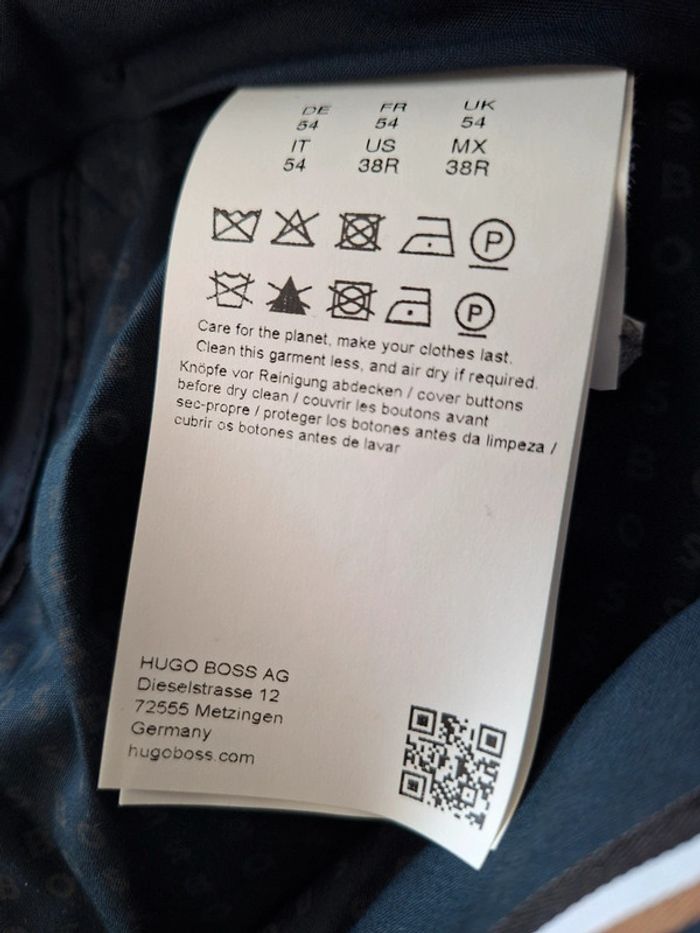 DE FR UK
54 54 54
IT US MX
54 38R 38R
P
P
Care for the planet, make your clothes last.
Clean this garment less, and air dry if required.
Knöpfe vor Reinigung abdecken / cover buttons
before dry clean / couvrir les boutons avant
sec-propre / proteger los botones antes da limpeza /
cubrir os botones antes de lavar
HUGO BOSS AG
Dieselstrasse 12
72555 Metzingen
Germany
hugoboss.com